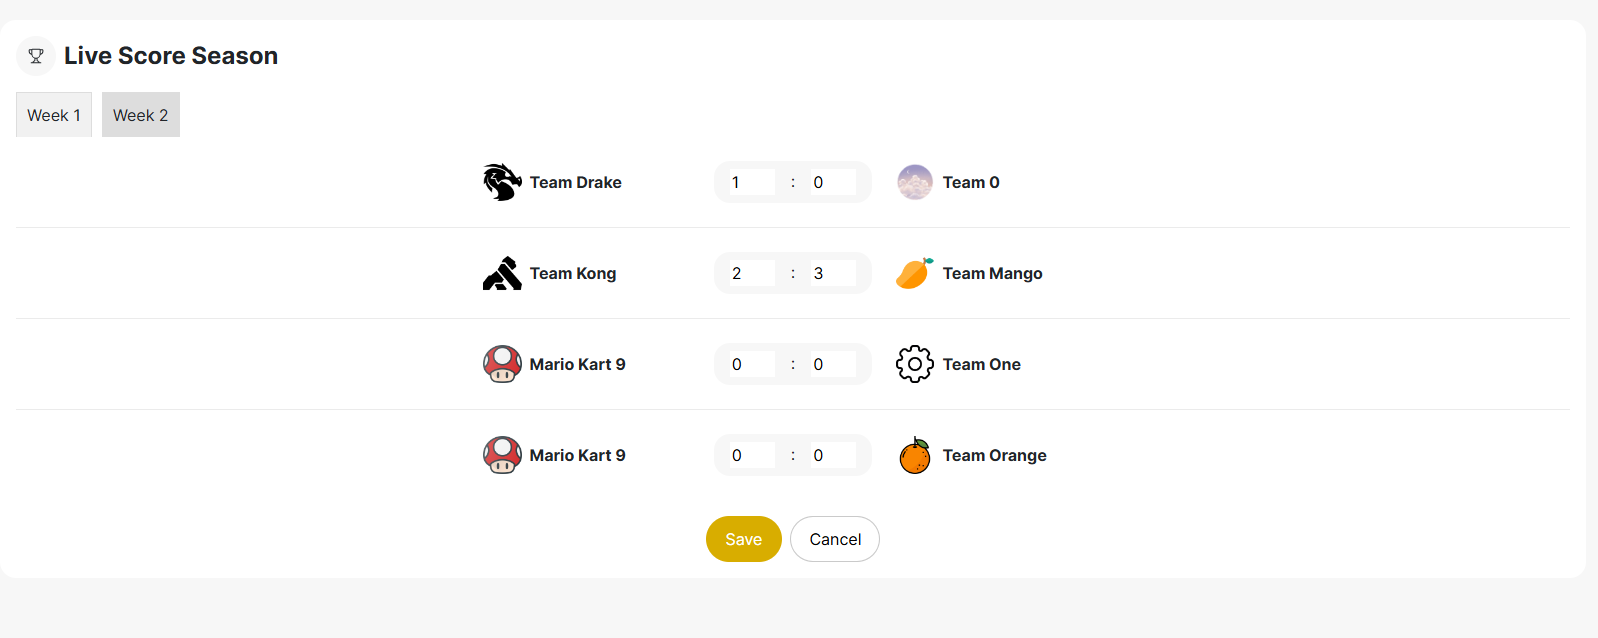 Live Score Season
Week 1 Week 2
Team Drake 1 : 0 Team 0
Team Kong 2 : 3 Team Mango
Mario Kart 9 0 : 0 Team One
Mario Kart 9 0 : 0 Team Orange
Save Cancel